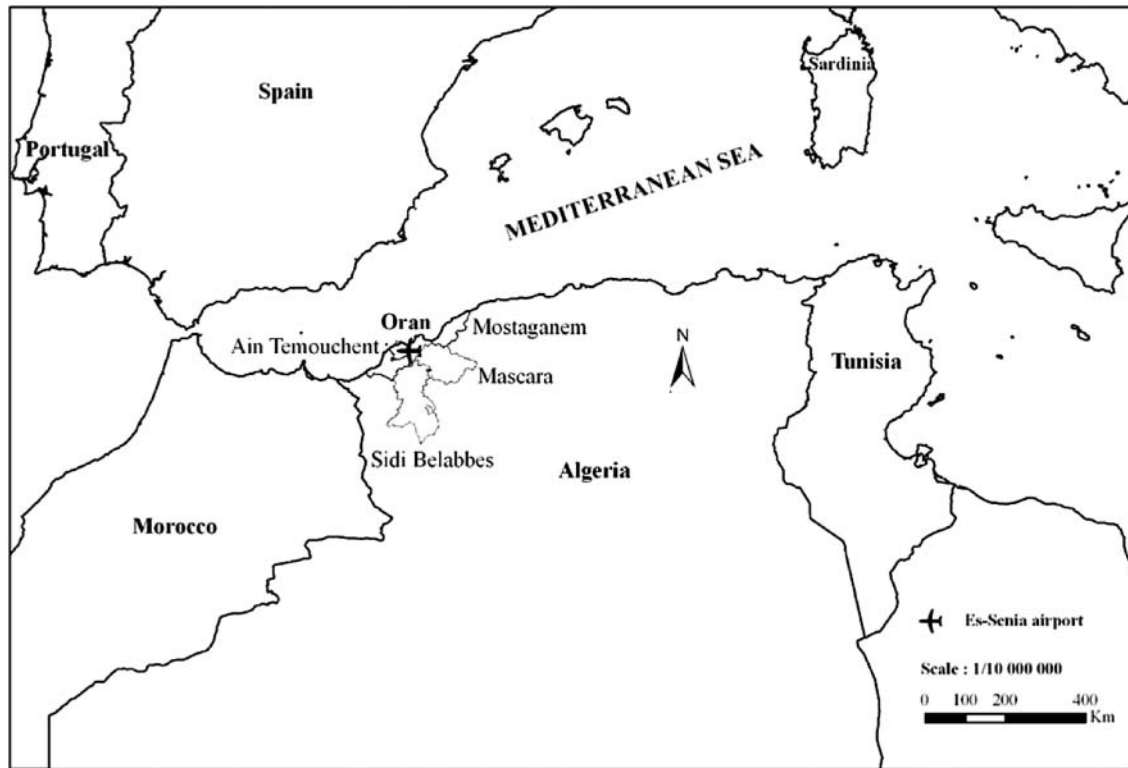 Sardinia
Spain
Portugal
MEDITERRANEAN SEA
Oran
Mostaganem
Ain Temouchent
N
Tunisia
Mascara
Sidi Belabbes
Algeria
Morocco
Es-Senia airport
Scale : 1/10 000 000
0 100 200 400
Km